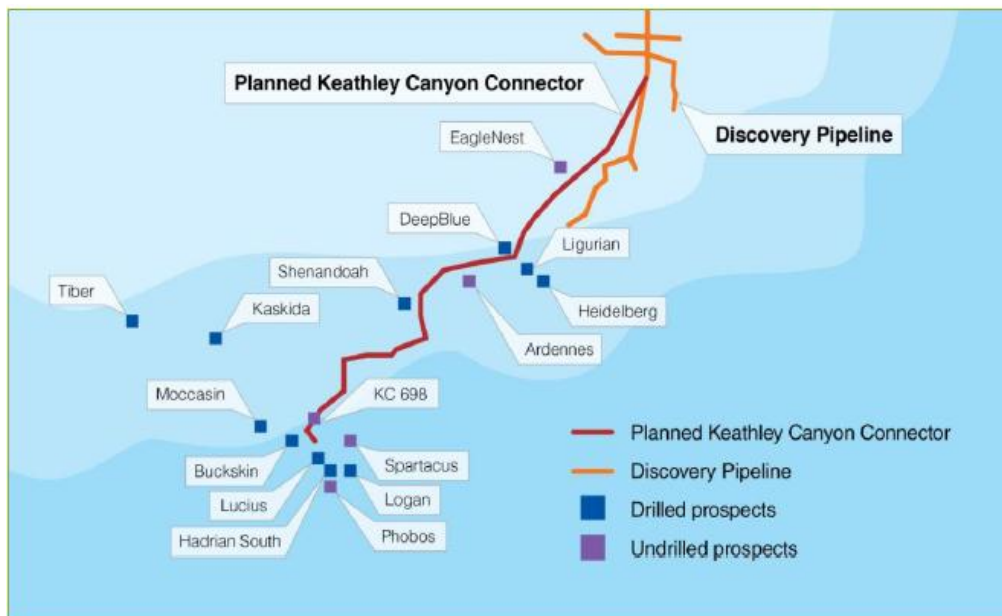 Planned Keathley Canyon Connector
Discovery Pipeline
EagleNest
DeepBlue
Ligurian
Shenandoah
Tiber
Kaskida
Heidelberg
Ardennes
Moccasin
KC 698
Buckskin
Spartacus
Lucius
Logan
Hadrian South
Phobos
Planned Keathley Canyon Connector
Discovery Pipeline
Drilled prospects
Undrilled prospects